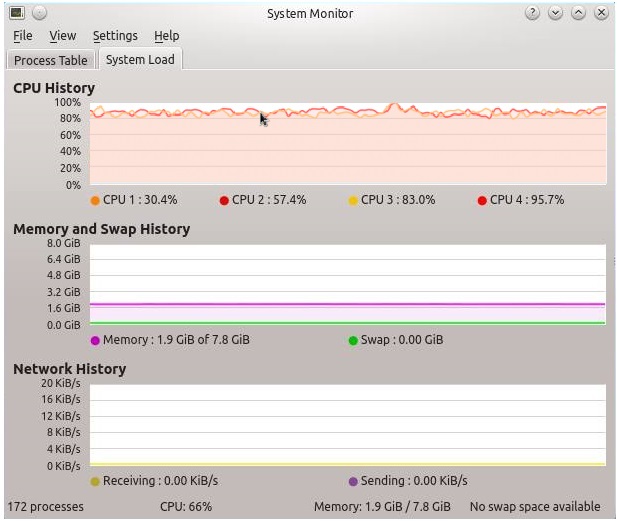 System Monitor
File View Settings Help
Process Table System Load
CPU History
100%
80%
60%
40%
20%
0%
CPU 1 : 30.4% CPU 2 : 57.4% CPU 3 : 83.0% CPU 4 : 95.7%
Memory and Swap History
8.0 GiB
6.4 GiB
4.8 GiB
3.2 GiB
1.6 GiB
0.0 GiB
Memory : 1.9 GiB of 7.8 GiB Swap : 0.00 GiB
Network History
20 KiB/s
16 KiB/s
12 KiB/s
8 KiB/s
4 KiB/s
0 KiB/s
Receiving : 0.00 KiB/s Sending : 0.00 KiB/s
172 processes CPU: 66% Memory: 1.9 GiB / 7.8 GiB No swap space available